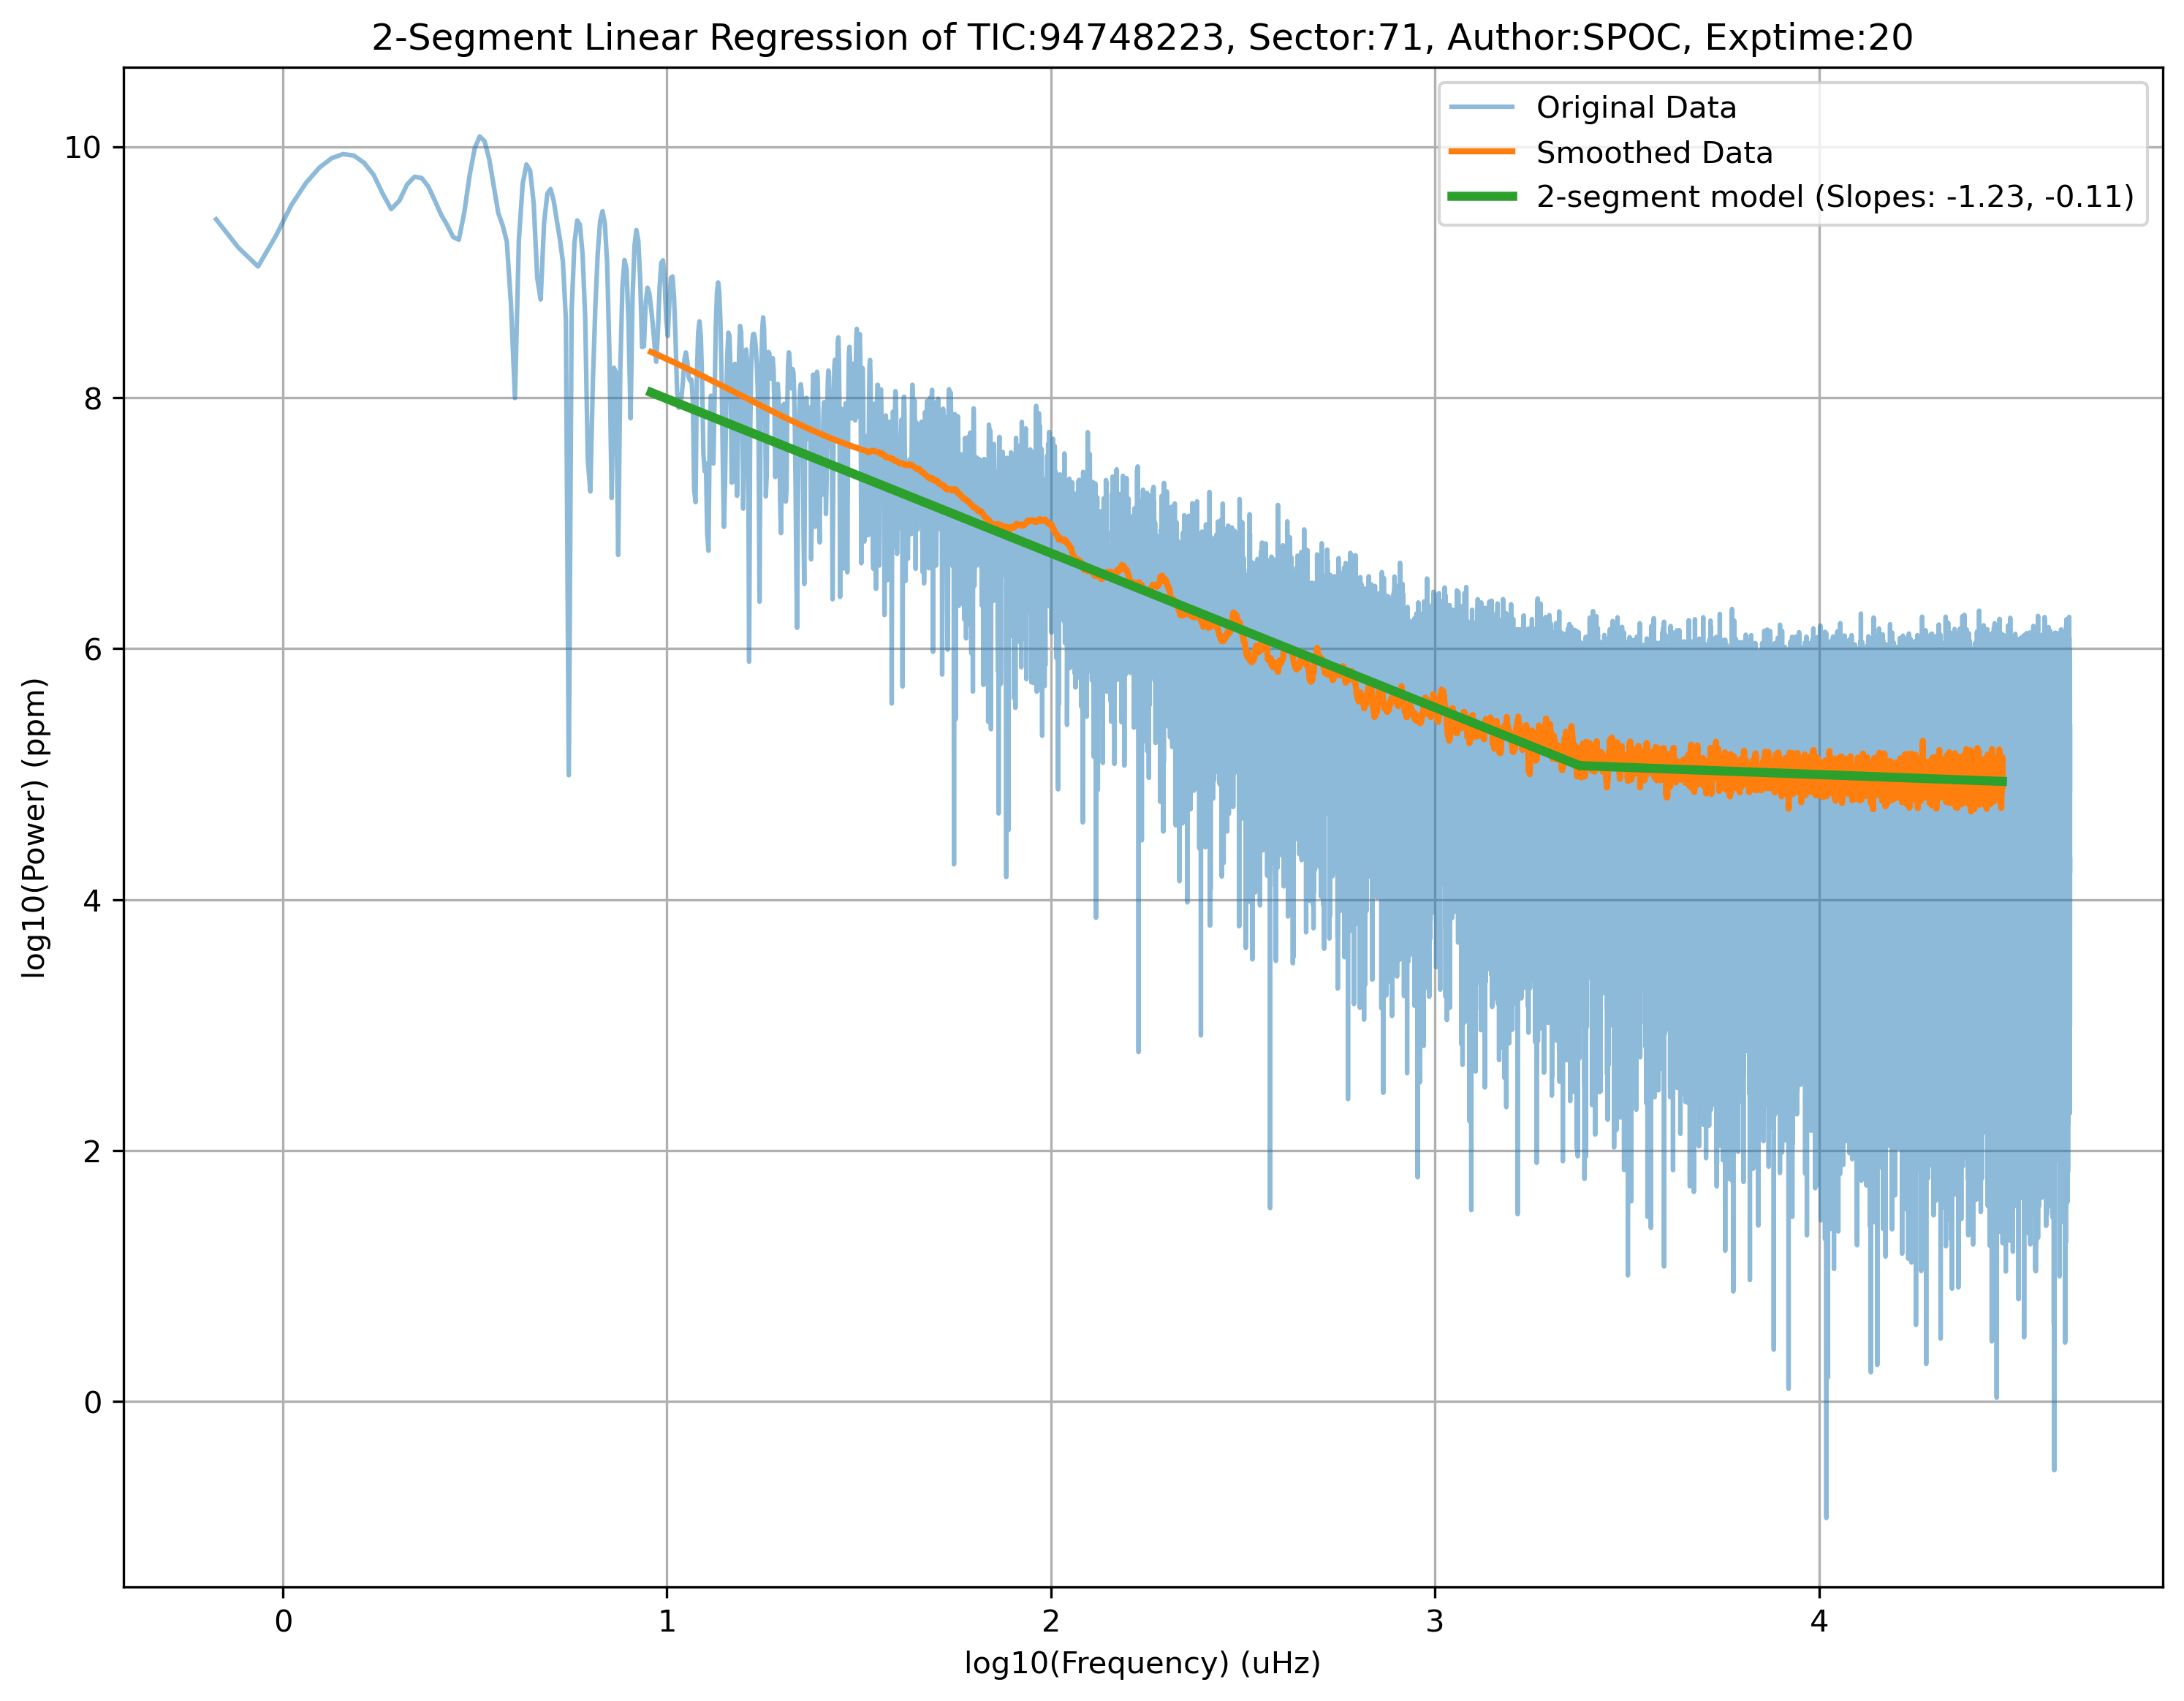 2-Segment Linear Regression of TIC:94748223, Sector:71, Author:SPOC, Exptime:20
Original Data
Smoothed Data
2-segment model (Slopes: -1.23, -0.11)
10
8
6
4
2
0
log10(Power) (ppm)
0 1 2 3 4
log10(Frequency) (uHz)